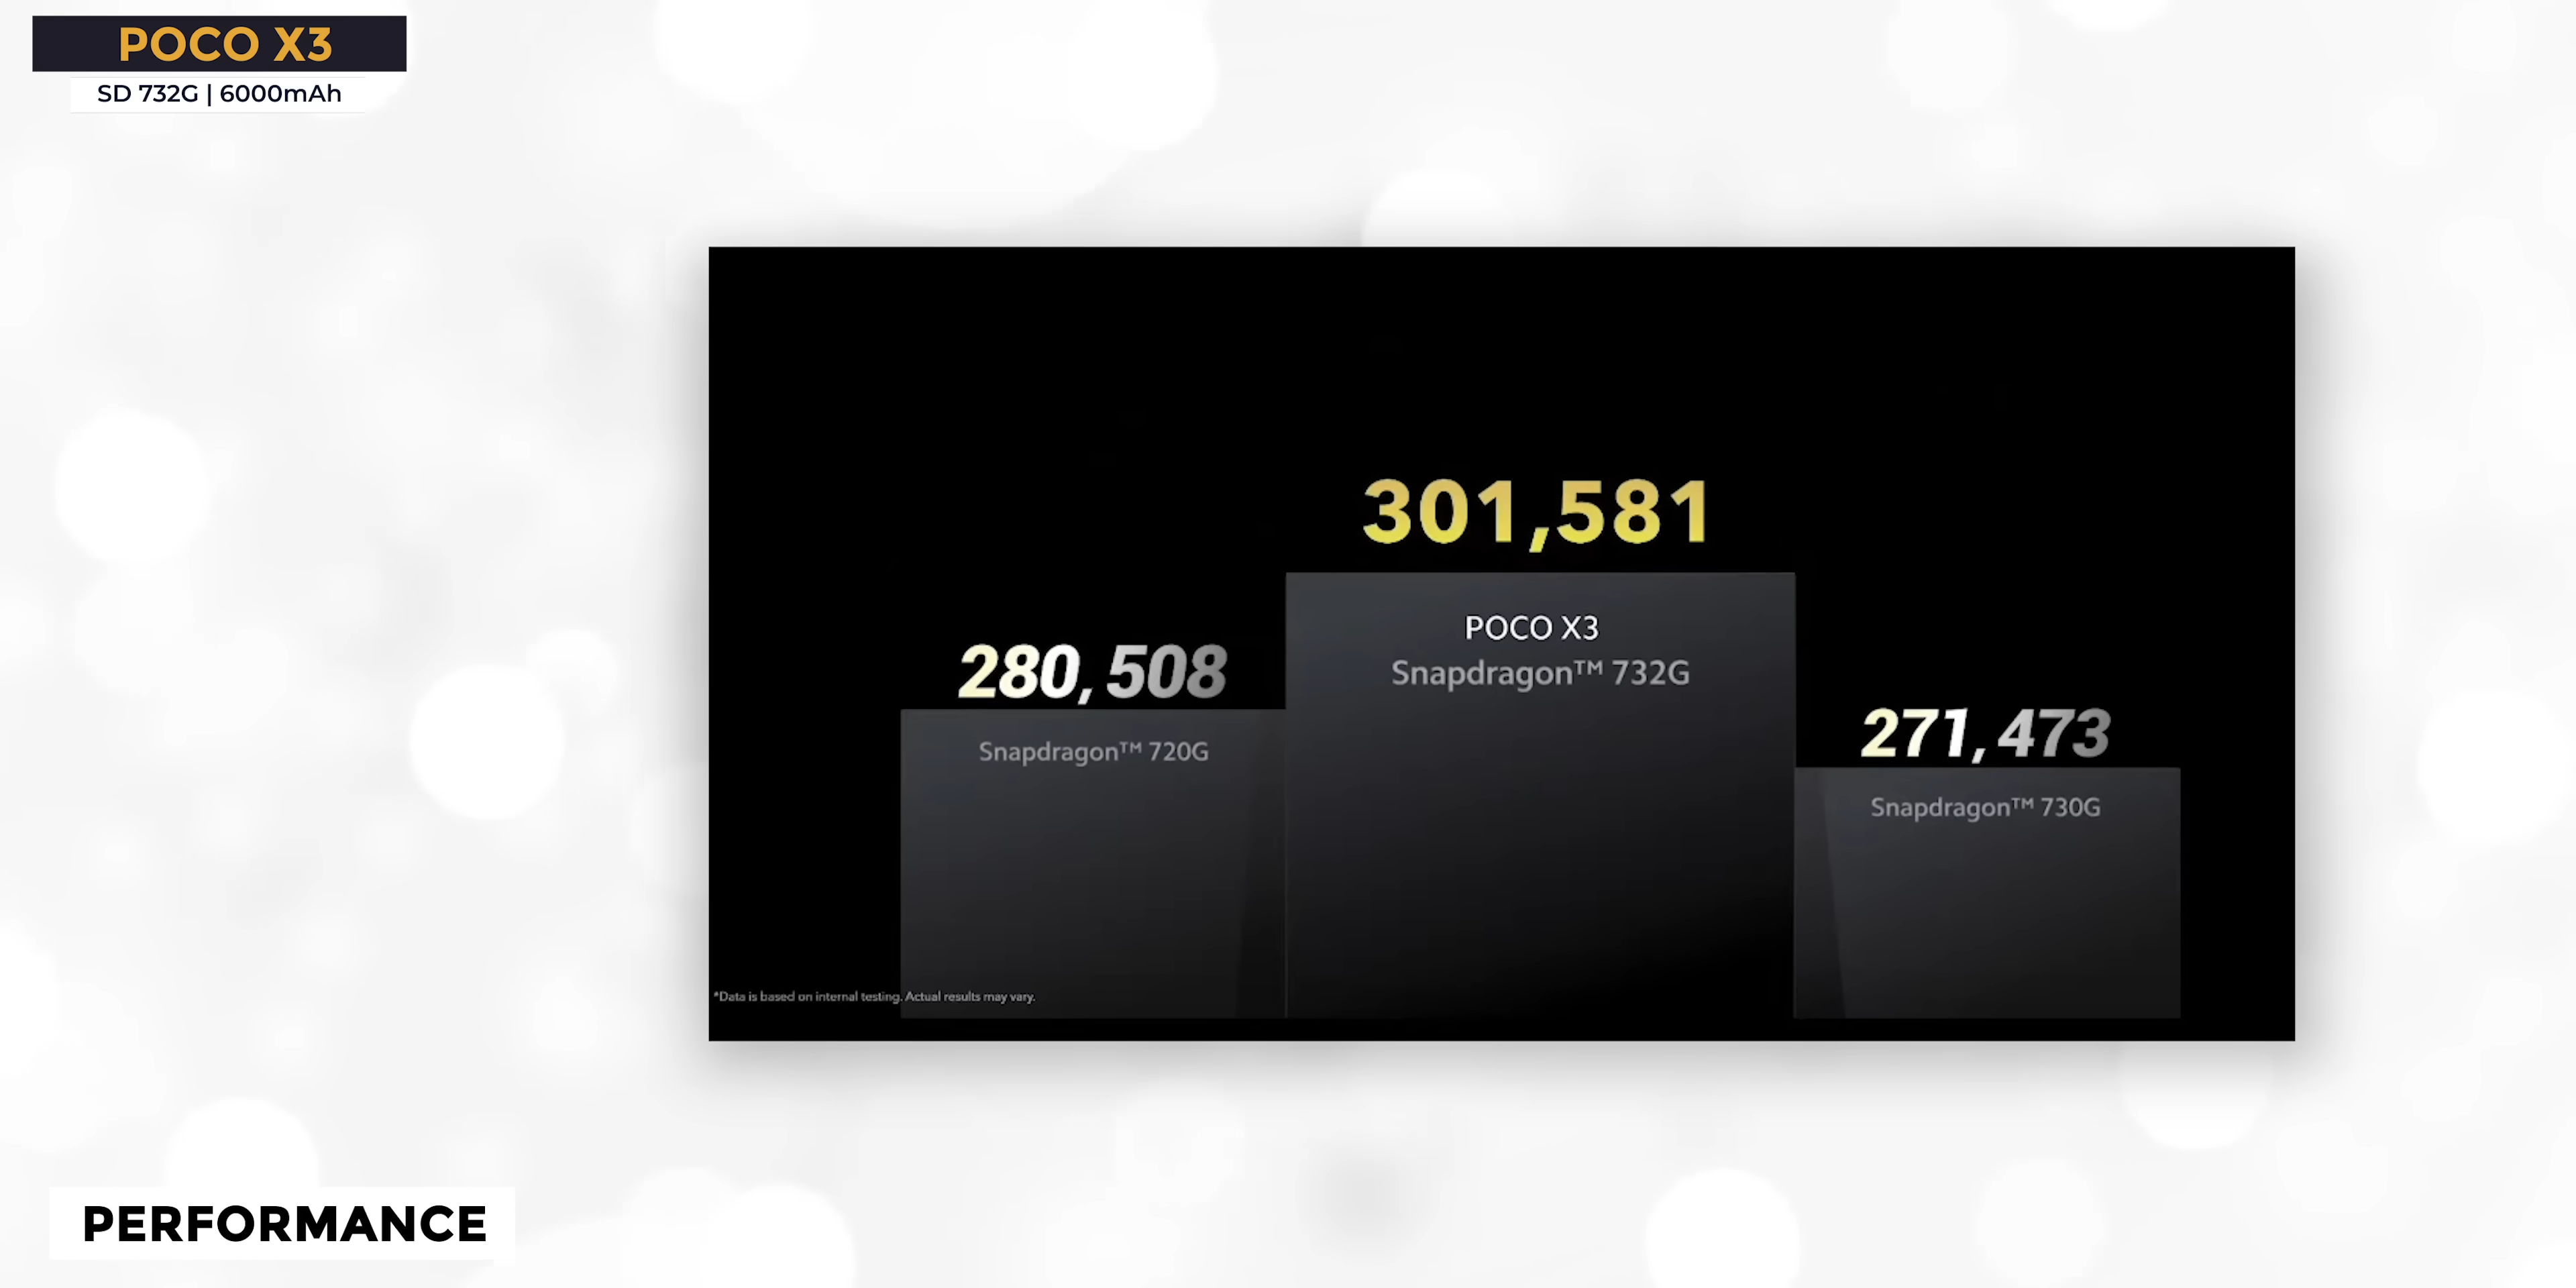 POCO X3
SD 732G | 6000mAh
301,581
POCO X3
Snapdragon™ 732G
280,508
Snapdragon™ 720G
271,473
Snapdragon™ 730G
*Data is based on internal testing. Actual results may vary.
PERFORMANCE